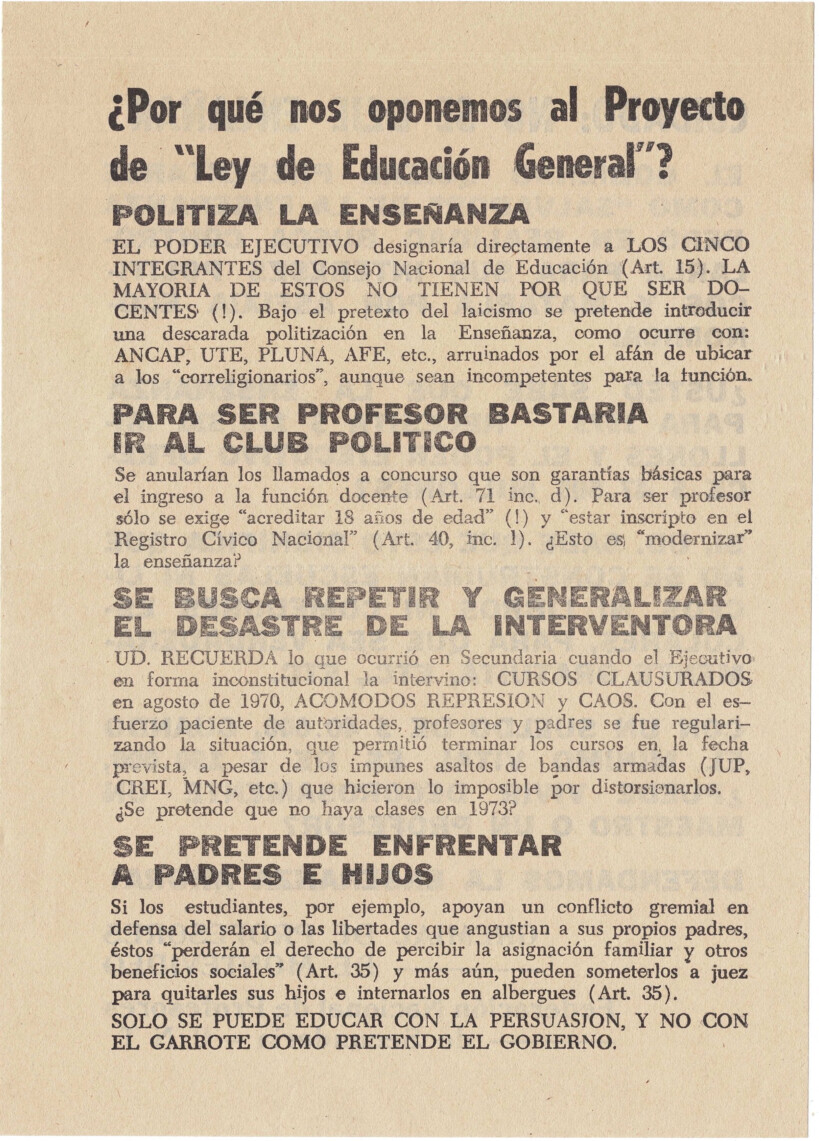 ¿Por qué nos oponemos al Proyecto
de "Ley de Educación General"?
POLITIZA LA ENSEÑANZA
EL PODER EJECUTIVO designaría directamente a LOS CINCO
INTEGRANTES del Consejo Nacional de Educación (Art. 15). LA
MAYORIA DE ESTOS NO TIENEN POR QUE SER DO-
CENTES (!). Bajo el pretexto del laicismo se pretende introducir
una descarada politización en la Enseñanza, como ocurre con:
ANCAP, UTE, PLUNA, AFE, etc., arruinados por el afán de ubicar
a los "correligionarios", aunque sean incompetentes para la función.
PARA SER PROFESOR BASTARIA
IR AL CLUB POLITICO
Se anularían los llamados a concurso que son garantías básicas para
el ingreso a la función docente (Art. 71 inc. d). Para ser profesor
sólo se exige "acreditar 18 años de edad" (!) y "estar inscripto en el
Registro Cívico Nacional" (Art. 40, inc. 1). ¿Esto es "modernizar"
la enseñanza?
SE BUSCA REPETIR Y GENERALIZAR
EL DESASTRE DE LA INTERVENTORA
UD. RECUERDA lo que ocurrió en Secundaria cuando el Ejecutivo
en forma inconstitucional la intervino: CURSOS CLAUSURADOS
en agosto de 1970, ACOMODOS REPRESION y CAOS. Con el es-
fuerzo paciente de autoridades, profesores y padres se fue regulari-
zando la situación, que permitió terminar los cursos en la fecha
prevista, a pesar de los impunes asaltos de bandas armadas (JUP,
CREI, MNG, etc.) que hicieron lo imposible por distorsionarlos.
¿Se pretende que no haya clases en 1973?
SE PRETENDE ENFRENTAR
A PADRES E HIJOS
Si los estudiantes, por ejemplo, apoyan un conflicto gremial en
defensa del salario o las libertades que angustian a sus propios padres,
éstos "perderán el derecho de percibir la asignación familiar y otros
beneficios sociales" (Art. 35) y más aún, pueden someterlos a juez
para quitarles sus hijos e internarlos en albergues (Art. 35).
SOLO SE PUEDE EDUCAR CON LA PERSUASION, Y NO CON
EL GARROTE COMO PRETENDE EL GOBIERNO.